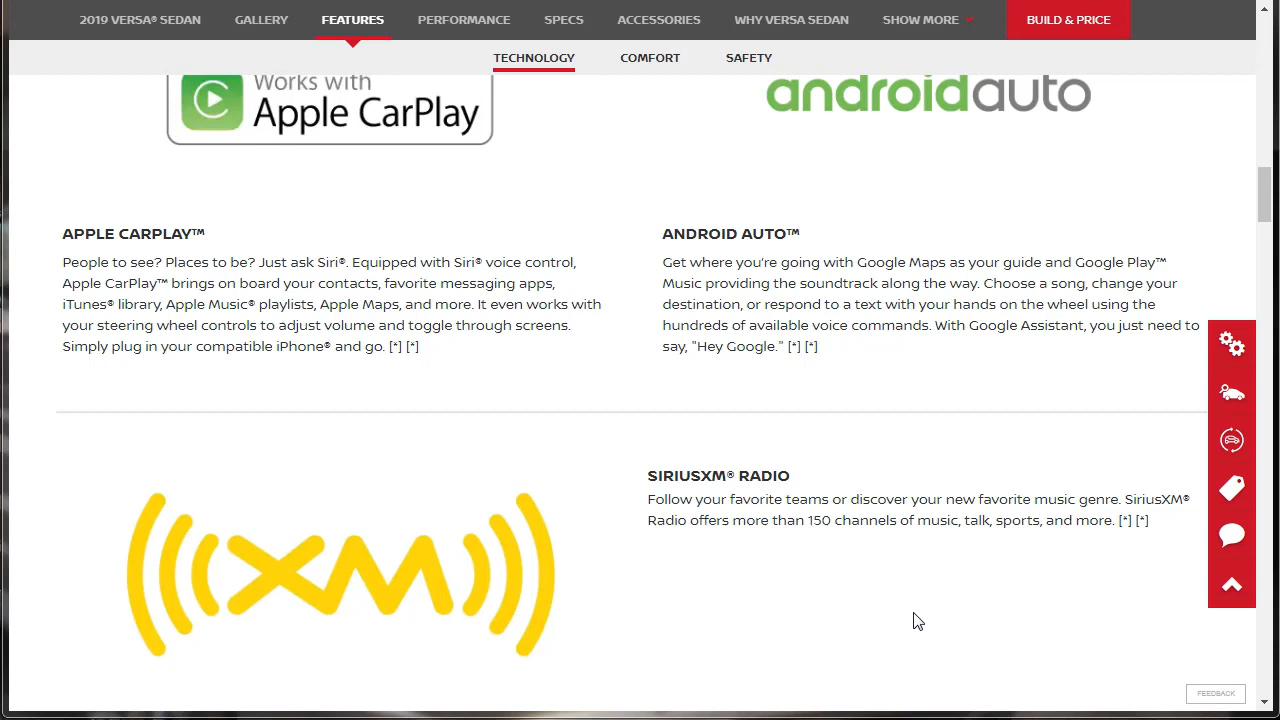 2019 VERSA® SEDAN GALLERY FEATURES PERFORMANCE SPECS ACCESSORIES WHY VERSA SEDAN SHOW MORE BUILD & PRICE
TECHNOLOGY COMFORT SAFETY
Works with
Apple CarPlay
androidauto
APPLE CARPLAY™
People to see? Places to be? Just ask Siri®. Equipped with Siri® voice control,
Apple CarPlay™ brings on board your contacts, favorite messaging apps,
iTunes® library, Apple Music® playlists, Apple Maps, and more. It even works with
your steering wheel controls to adjust volume and toggle through screens.
Simply plug in your compatible iPhone® and go. [*] [*]
ANDROID AUTO™
Get where you're going with Google Maps as your guide and Google Play™
Music providing the soundtrack along the way. Choose a song, change your
destination, or respond to a text with your hands on the wheel using the
hundreds of available voice commands. With Google Assistant, you just need to
say, "Hey Google." [*] [*]
XM
SIRIUSXM® RADIO
Follow your favorite teams or discover your new favorite music genre. SiriusXM®
Radio offers more than 150 channels of music, talk, sports, and more. [*] [*]
FEEDBACK